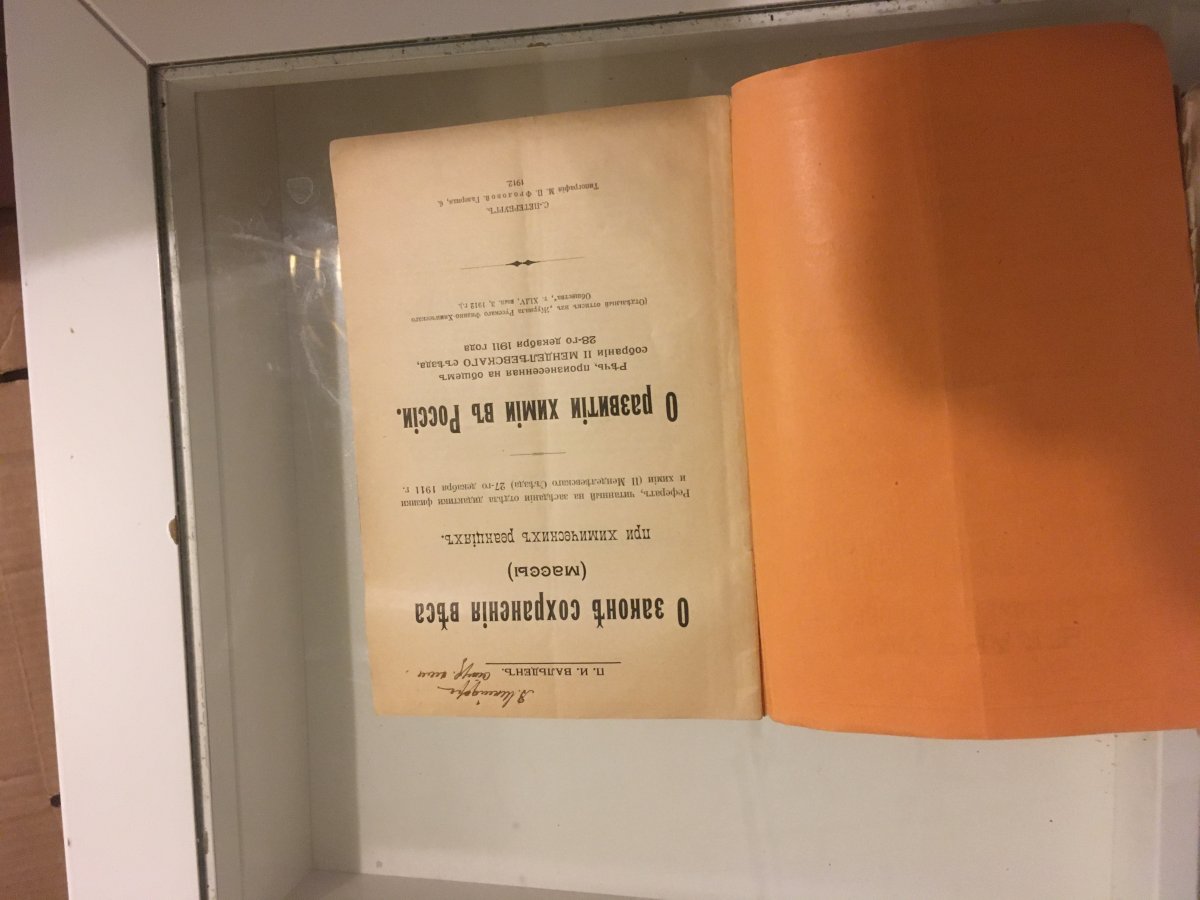 П. И. ВАЛЬДЕНЪ.
О законѣ сохраненія вѣса
(массы)
при химическихъ реакціяхъ.
Рефератъ, читанный на засѣданіи отдѣла дидактики физики
и химіи (II Менделѣевскаго Съѣзда) 27-го декабря 1911 г.
О развитіи химіи въ Россіи.
Рѣчь, произнесенная на общемъ
собраніи II МЕНДЕЛѢЕВСКАГО съѣзда,
28-го декабря 1911 года
(Отдѣльный оттискъ изъ „Журнала Русскаго Физико-Химическаго
Общества“, т. XLIV, вып. 3, 1912 г.).
С.-ПЕТЕРБУРГЪ.
Типографія М. П. Фроловой. Галерная, 6.
1912.